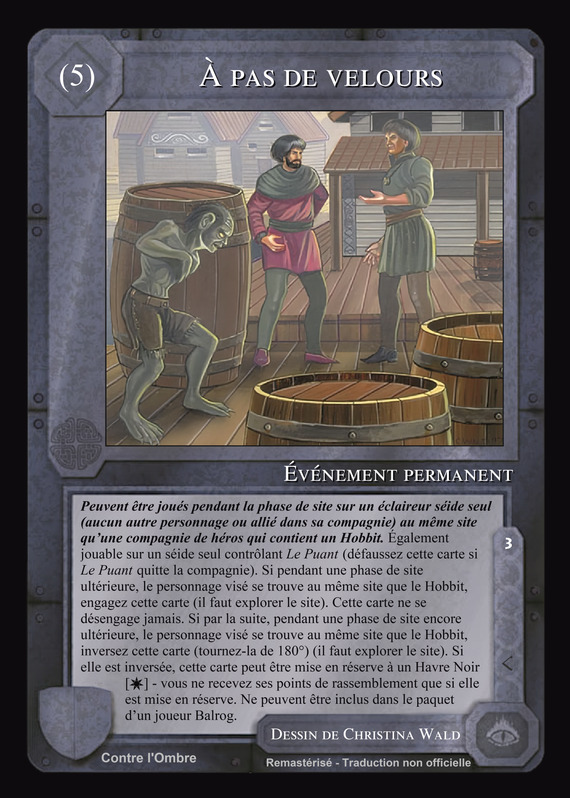 (5)
À PAS DE VELOURS
ÉVÉNEMENT PERMANENT
Peuvent être joués pendant la phase de site sur un éclaireur séide seul
(aucun autre personnage ou allié dans sa compagnie) au même site
qu'une compagnie de héros qui contient un Hobbit. Également
jouable sur un séide seul contrôlant Le Puant (défaussez cette carte si
Le Puant quitte la compagnie). Si pendant une phase de site
ultérieure, le personnage visé se trouve au même site que le Hobbit,
engagez cette carte (il faut explorer le site). Cette carte ne se
désengage jamais. Si par la suite, pendant une phase de site encore
ultérieure, le personnage visé se trouve au même site que le Hobbit,
inversez cette carte (tournez-la de 180°) (il faut explorer le site). Si
elle est inversée, cette carte peut être mise en réserve à un Havre Noir
[✷] - vous ne recevez ses points de rassemblement que si elle
est mise en réserve. Ne peuvent être inclus dans le paquet
d'un joueur Balrog.
3
DESSIN DE CHRISTINA WALD
Contre l'Ombre
Remastérisé - Traduction non officielle